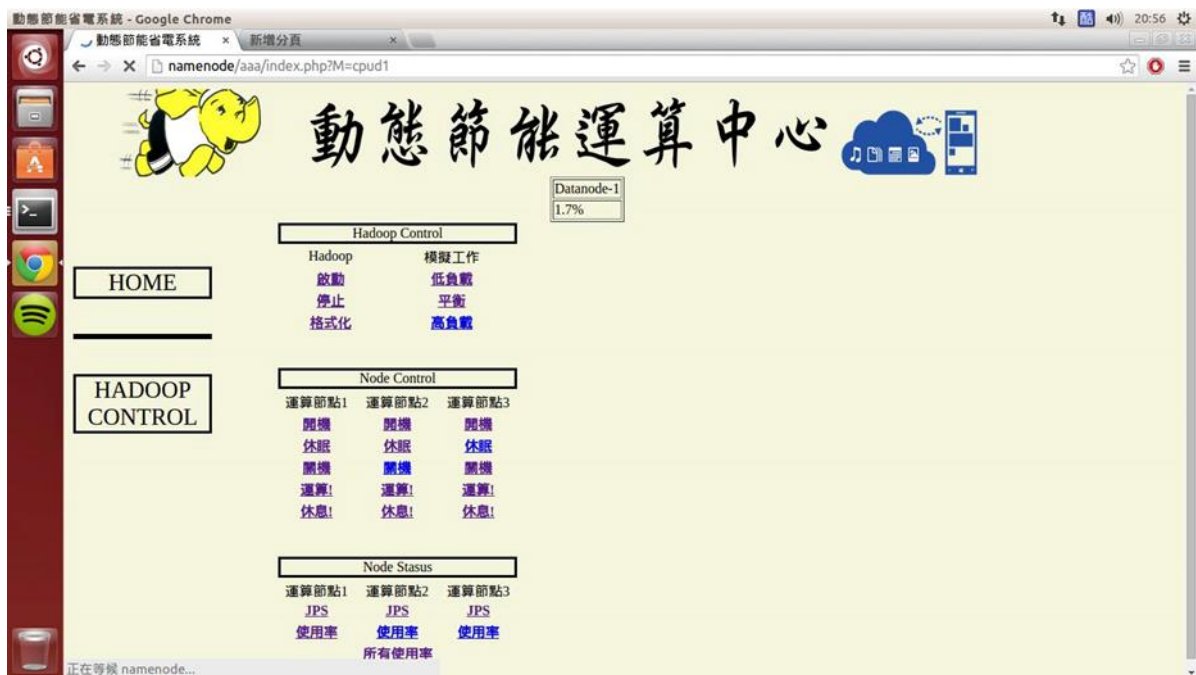 動態節能省電系統 - Google Chrome
20:56
動態節能省電系統 ×
新增分頁 ×
namenode/aaa/index.php?M=cpud1
動態節能運算中心
Datanode-1
1.7%
HOME
HADOOP
CONTROL
Hadoop Control
Hadoop 模擬工作
啟動 低負載
停止 平衡
格式化 高負載
Node Control
運算節點1 運算節點2 運算節點3
開機 開機 開機
休眠 休眠 休眠
關機 關機 關機
運算! 運算! 運算!
休息! 休息! 休息!
Node Stasus
運算節點1 運算節點2 運算節點3
JPS JPS JPS
使用率 使用率 使用率
所有使用率
正在等候 namenode...